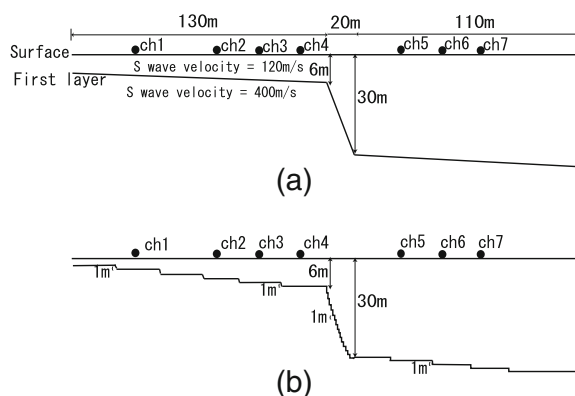 130m 20m 110m
Surface ch1 ch2 ch3 ch4 ch5 ch6 ch7
S wave velocity = 120m/s 6m
First layer
S wave velocity = 400m/s
30m
(a)
ch1 ch2 ch3 ch4 ch5 ch6 ch7
1m 6m
1m 30m
1m
1m
(b)